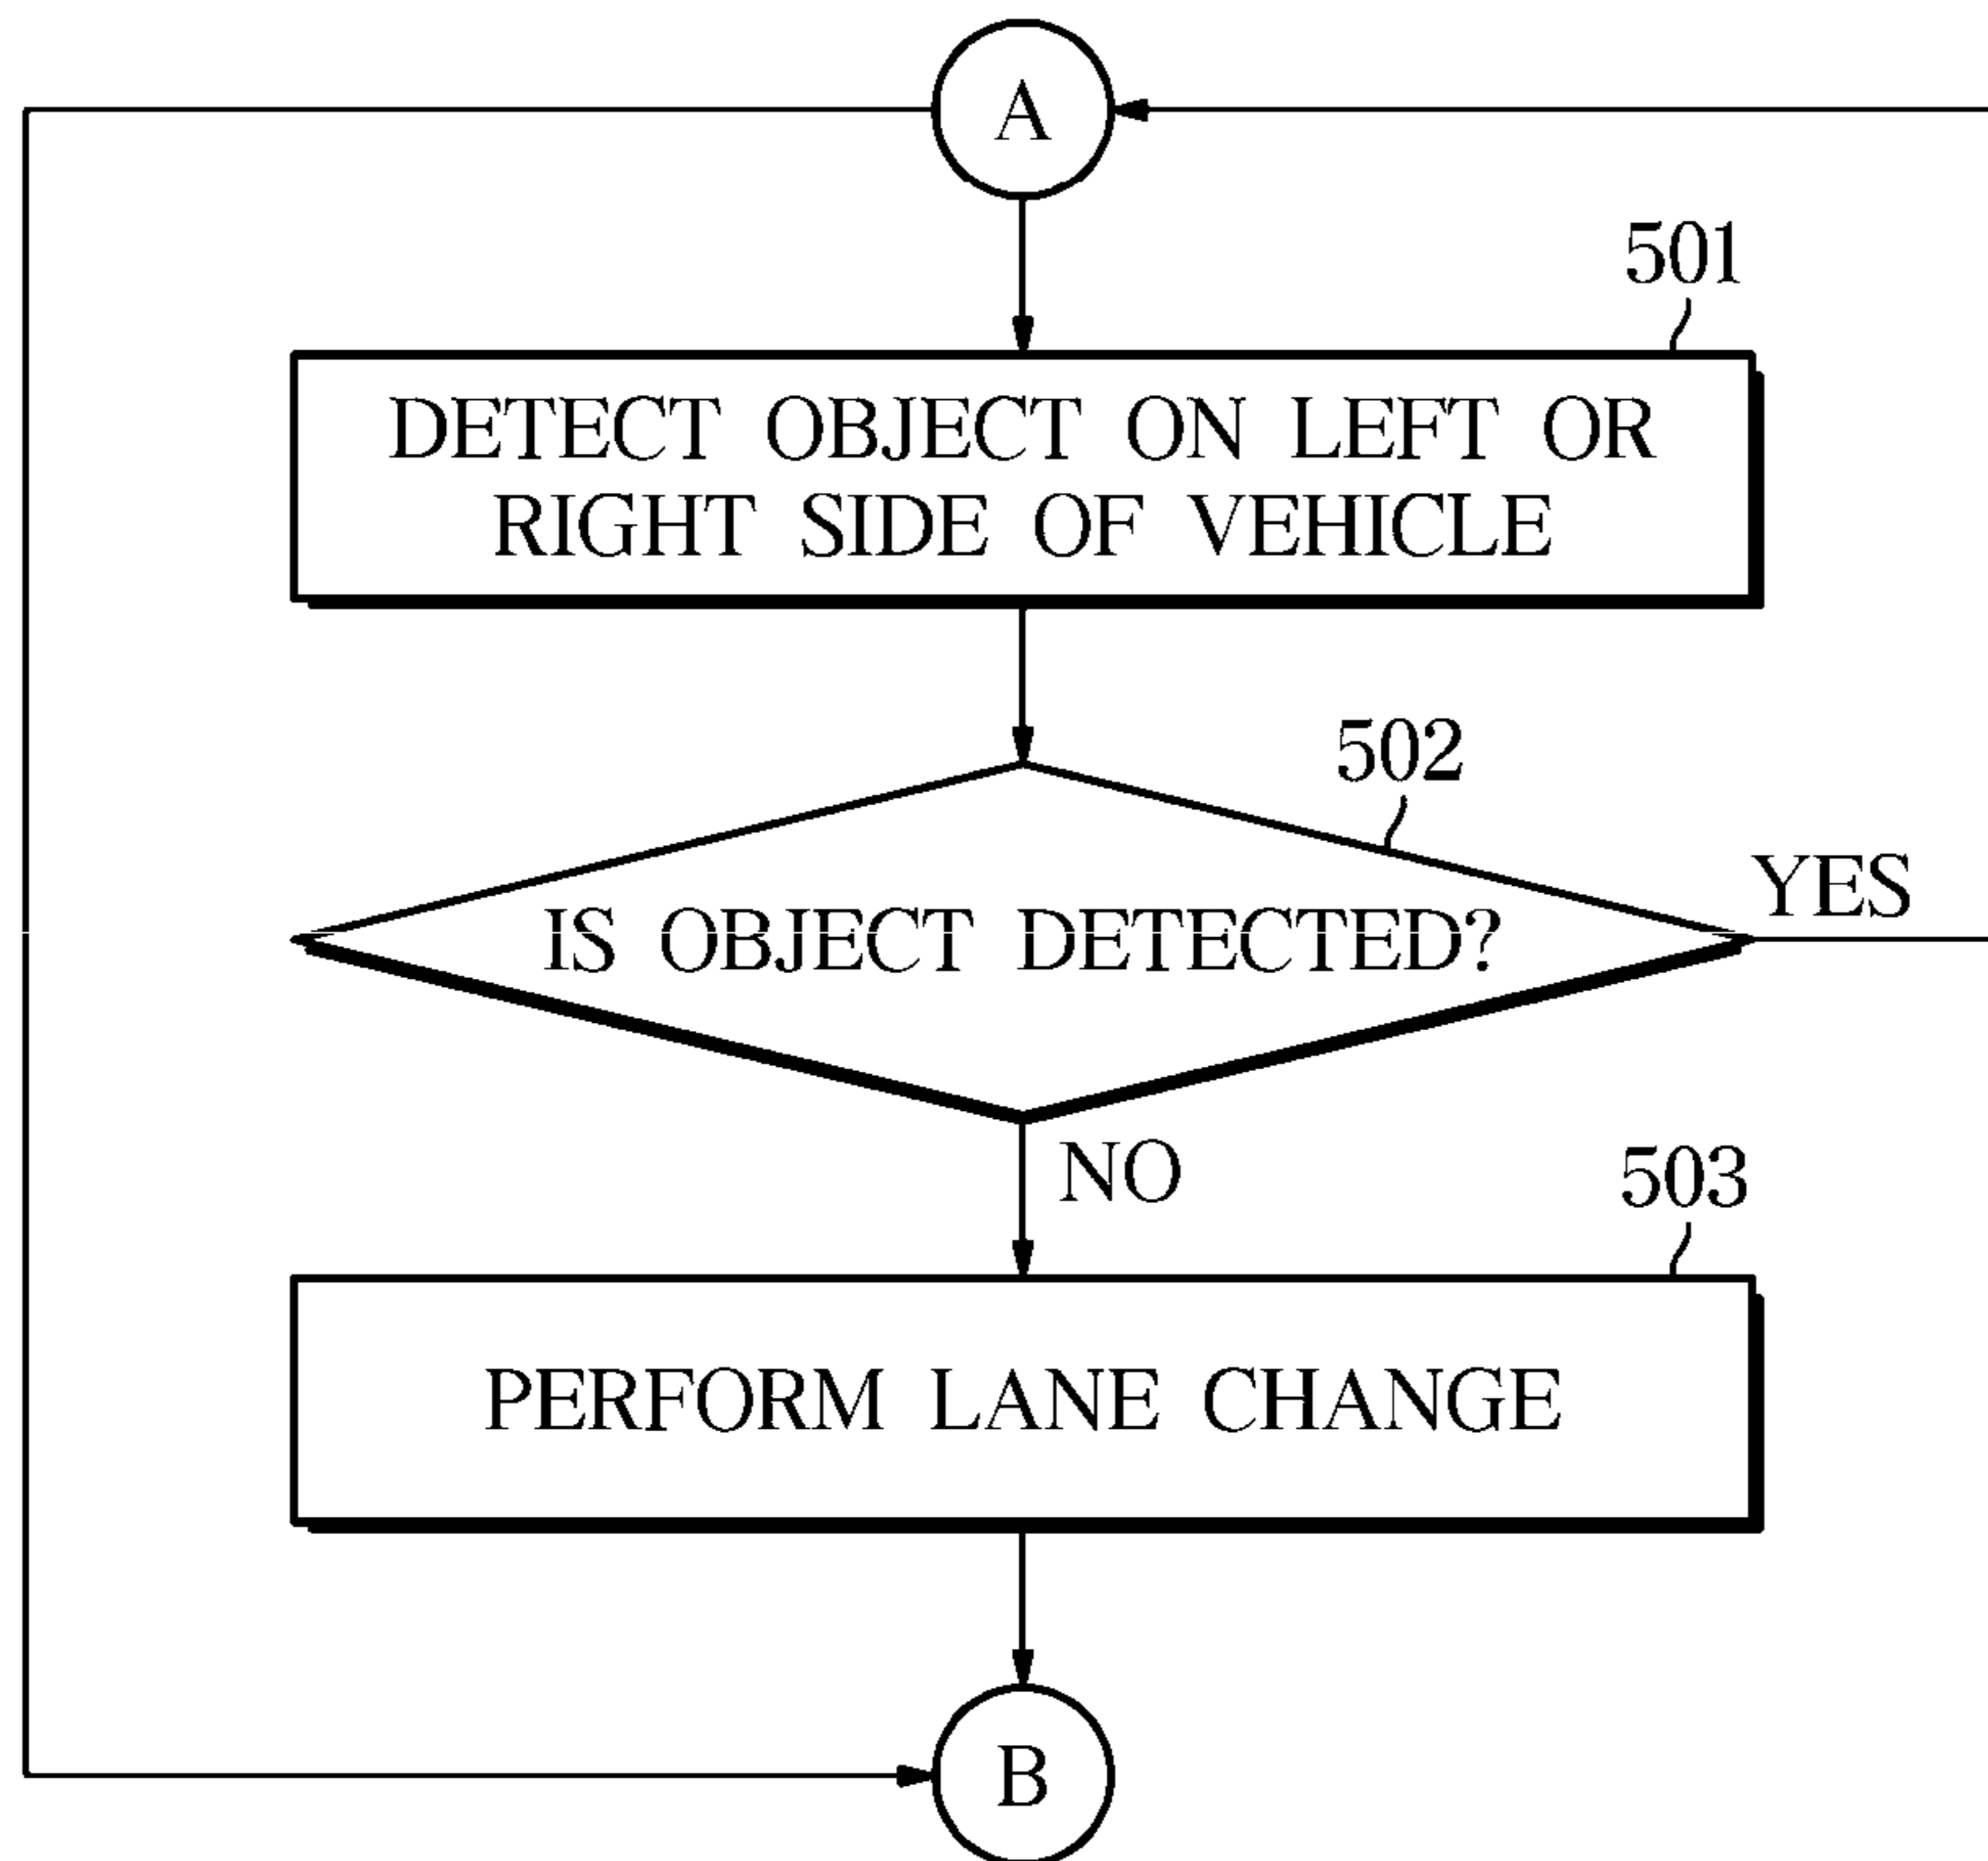 A
501
DETECT OBJECT ON LEFT OR
RIGHT SIDE OF VEHICLE
502
IS OBJECT DETECTED?
YES
NO
503
PERFORM LANE CHANGE
B